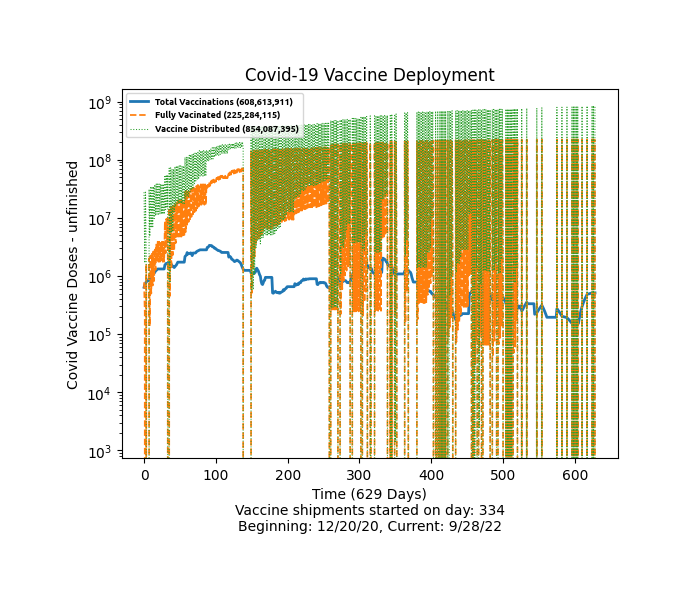 Covid-19 Vaccine Deployment
Total Vaccinations (608,613,911)
Fully Vacinated (225,284,115)
Vaccine Distributed (854,087,395)
Covid Vaccine Doses - unfinished
10⁹
10⁸
10⁷
10⁶
10⁵
10⁴
10³
0 100 200 300 400 500 600
Time (629 Days)
Vaccine shipments started on day: 334
Beginning: 12/20/20, Current: 9/28/22